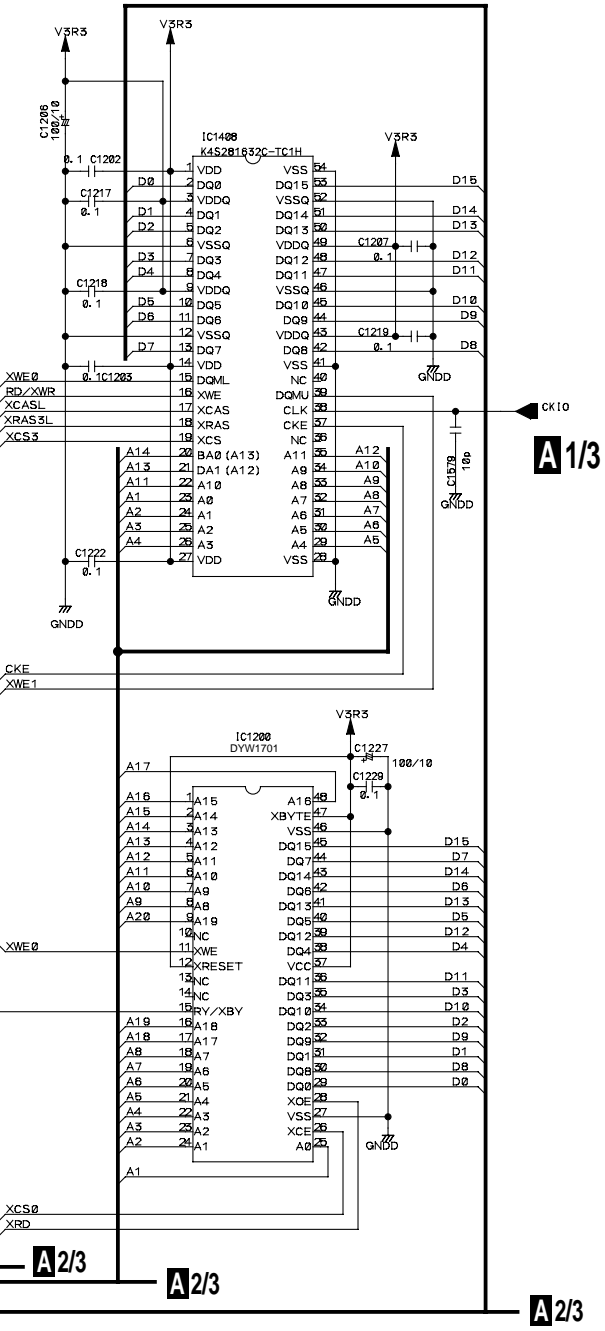 V3R3 V3R3
C1206 100/10
IC1408
K4S281632C-TC1H
V3R3
0.1 C1202
1 VDD VSS 54
D0 2 DQ0 DQ15 53 D15
C1217 0.1
3 VDDQ VSSQ 52
D1 4 DQ1 DQ14 51 D14
D2 5 DQ2 DQ13 50 D13
6 VSSQ VDDQ 49 C1207 0.1
D3 7 DQ3 DQ12 48 D12
D4 8 DQ4 DQ11 47 D11
C1218 0.1
9 VDDQ VSSQ 46
D5 10 DQ5 DQ10 45 D10
D6 11 DQ6 DQ9 44 D9
12 VSSQ VDDQ 43 C1219 0.1
D7 13 DQ7 DQ8 42 D8
0.1 C1203
14 VDD VSS 41
GNDD
XWE0 15 DQML NC 40
RD/XWR 16 XWE DQMU 39
XCASL 17 XCAS CLK 38 CKIO
XRAS3L 18 XRAS CKE 37
XCS3 19 XCS NC 36
A 1/3
C1579 10p
GNDD
A14 20 BA0(A13) A11 35 A12
A13 21 DA1(A12) A9 34 A10
A11 22 A10 A8 33 A9
A1 23 A0 A7 32 A8
A2 24 A1 A6 31 A7
A3 25 A2 A5 30 A6
A4 26 A3 A4 29 A5
C1222 0.1
27 VDD VSS 28
GNDD
GNDD
CKE
XWE1
V3R3
IC1200
DYW1701
C1227 100/10
C1229 0.1
A17
A16 1 A15 A16 48
A15 2 A14 XBYTE 47
A14 3 A13 VSS 46
A13 4 A12 DQ15 45 D15
A12 5 A11 DQ7 44 D7
A11 6 A10 DQ14 43 D14
A10 7 A9 DQ6 42 D6
A9 8 A8 DQ13 41 D13
A20 9 A19 DQ5 40 D5
10 NC DQ12 39 D12
XWE0 11 XWE DQ4 38 D4
12 XRESET VCC 37
13 NC DQ11 36 D11
14 NC DQ3 35 D3
15 RY/XBY DQ10 34 D10
A19 16 A18 DQ2 33 D2
A18 17 A17 DQ9 32 D9
A8 18 A7 DQ1 31 D1
A7 19 A6 DQ8 30 D8
A6 20 A5 DQ0 29 D0
A5 21 A4 XOE 28
A4 22 A3 VSS 27
A3 23 A2 XCE 26
A2 24 A1 A0 25
GNDD
A1
XCS0
XRD
A 2/3
A 2/3
A 2/3